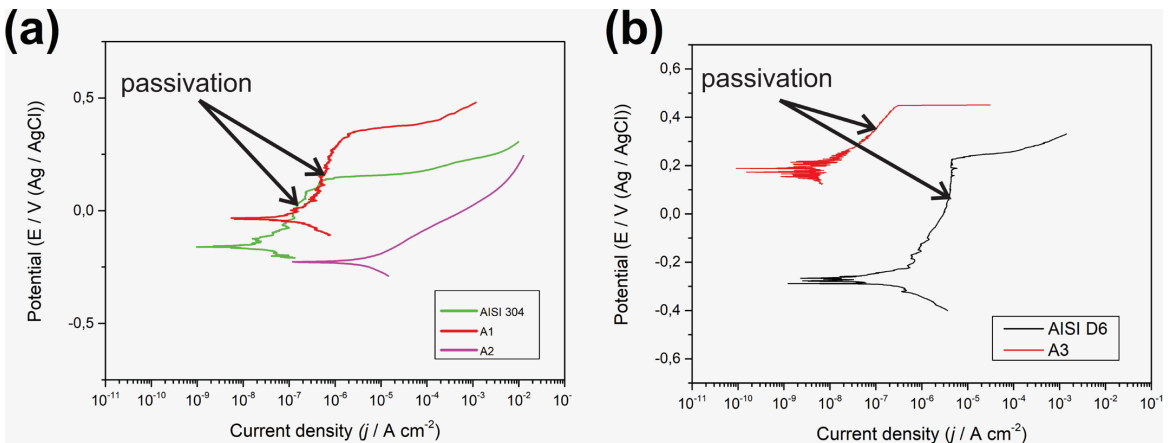 (a)
passivation
Potential (E / V (Ag / AgCl))
0,5
0,0
-0,5
AISI 304
A1
A2
10-11 10-10 10-9 10-8 10-7 10-6 10-5 10-4 10-3 10-2 10-
Current density (j / A cm-2)
(b)
passivation
Potential (E / V (Ag / AgCl))
0,6
0,4
0,2
0,0
-0,2
-0,4
-0,6
AISI D6
A3
10-11 10-10 10-9 10-8 10-7 10-6 10-5 10-4 10-3 10-2 10-1
Current density (j / A cm-2)